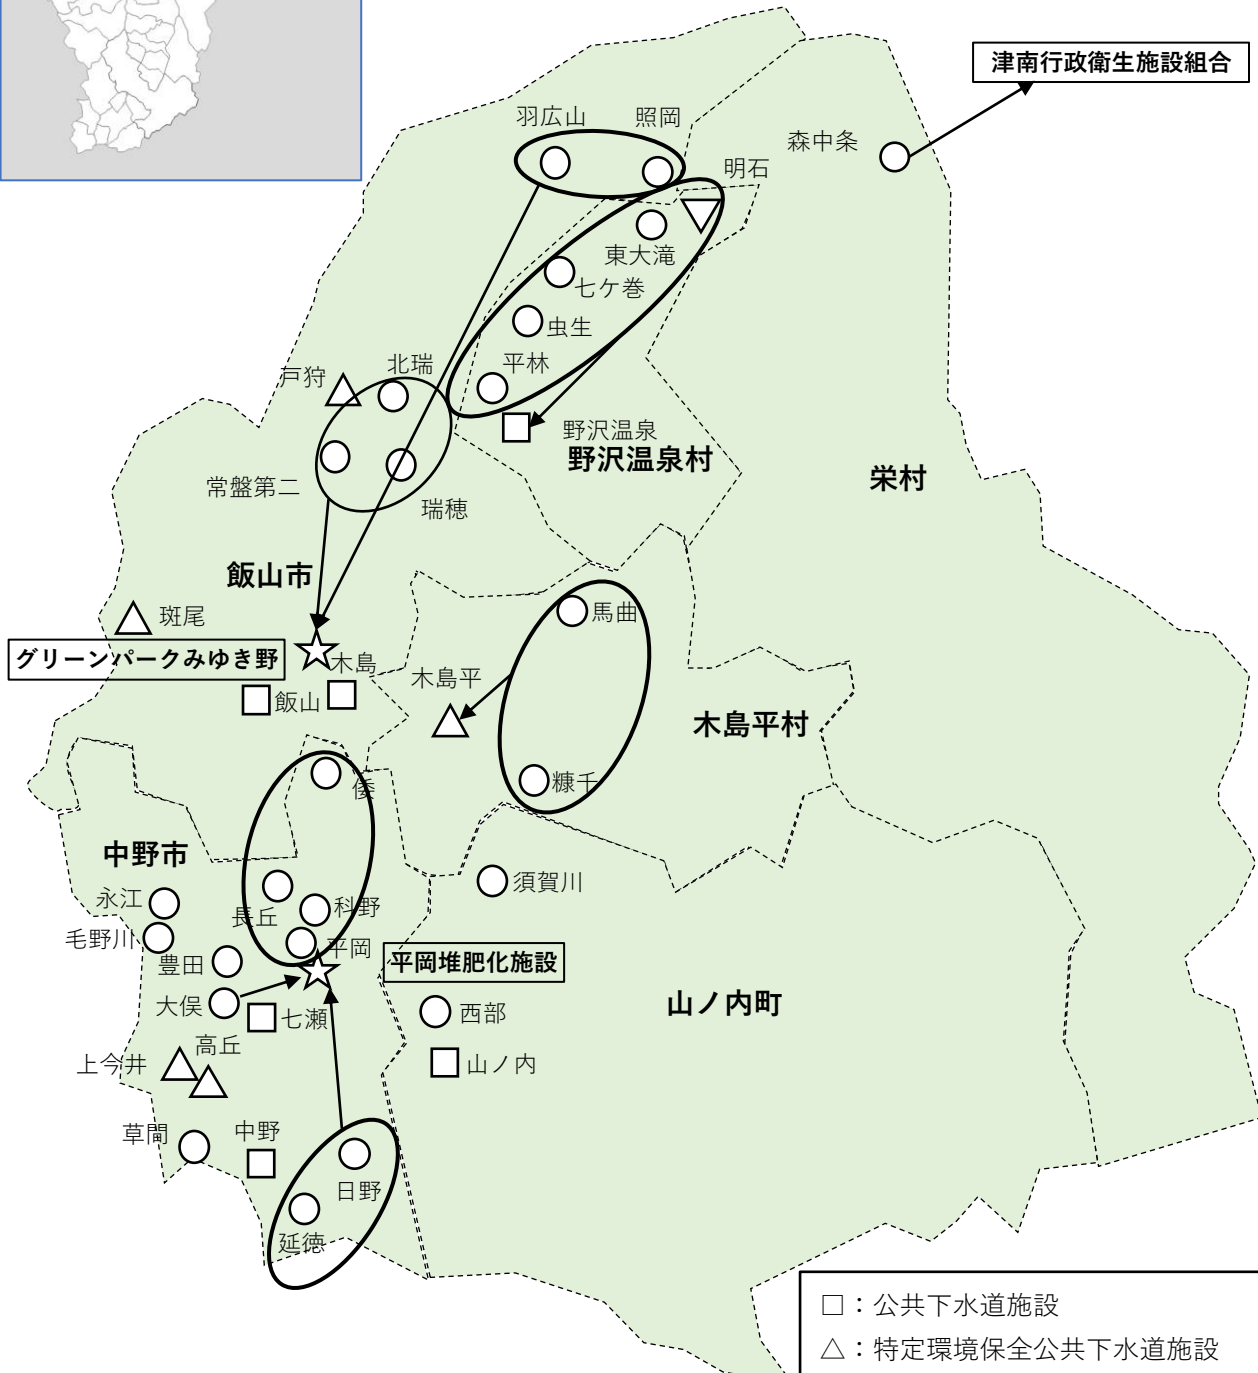 津南行政衛生施設組合
羽広山
照岡
森中条
明石
東大滝
七ケ巻
虫生
平林
北瑞
戸狩
野沢温泉
野沢温泉村
栄村
常盤第二
瑞穂
飯山市
斑尾
馬曲
グリーンパークみゆき野
木島
木島平
飯山
木島平村
糠千
倭
中野市
永江
須賀川
長丘
科野
毛野川
平岡
豊田
平岡堆肥化施設
大俣
七瀬
西部
山ノ内町
高丘
上今井
山ノ内
草間
中野
日野
延徳
□：公共下水道施設
△：特定環境保全公共下水道施設